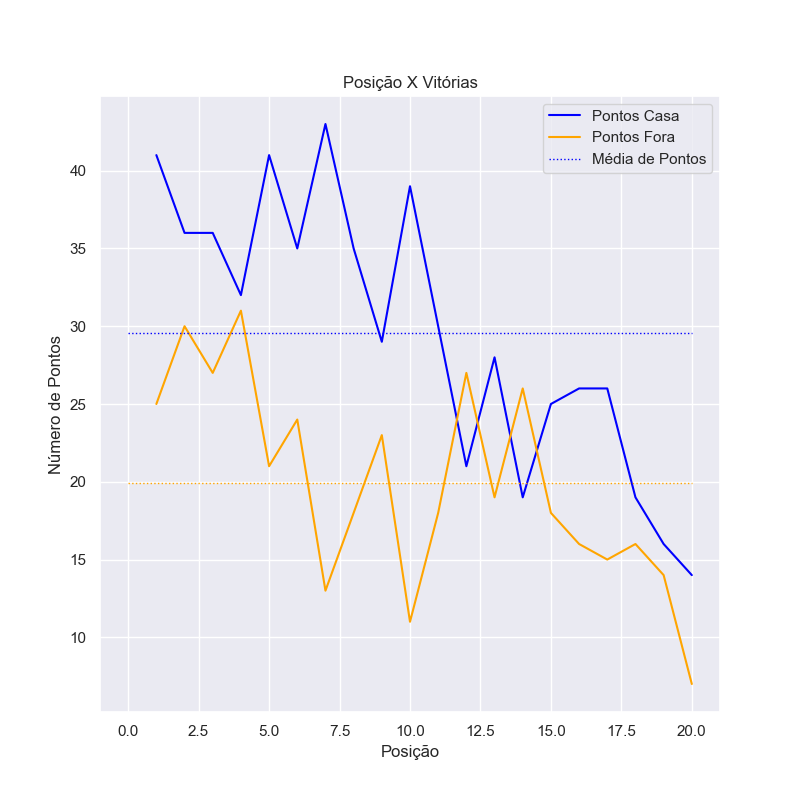 Posição X Vitórias
Pontos Casa
Pontos Fora
Média de Pontos
Número de Pontos
40
35
30
25
20
15
10
0.0 2.5 5.0 7.5 10.0 12.5 15.0 17.5 20.0
Posição